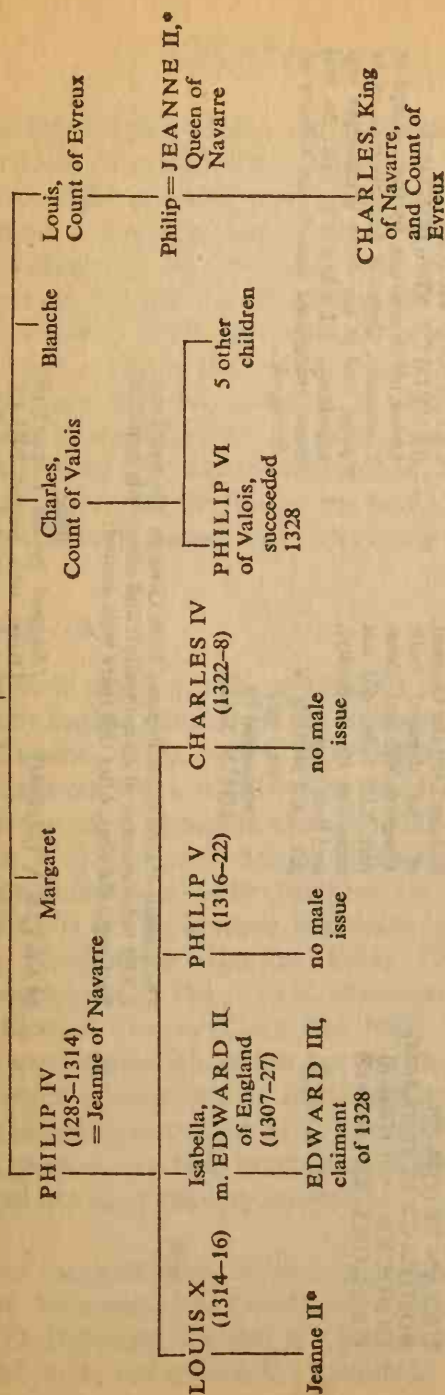 PHILIP IV
(1285–1314)
= Jeanne of Navarre
Margaret
Charles,
Count of Valois
Blanche
Louis,
Count of Evreux
LOUIS X
(1314–16)
Isabella,
m. EDWARD II
of England
(1307–27)
PHILIP V
(1316–22)
CHARLES IV
(1322–8)
PHILIP VI
of Valois,
succeeded
1328
5 other
children
Philip=JEANNE II,*
Queen of
Navarre
Jeanne II*
EDWARD III,
claimant
of 1328
no male
issue
no male
issue
CHARLES, King
of Navarre,
and Count of
Evreux